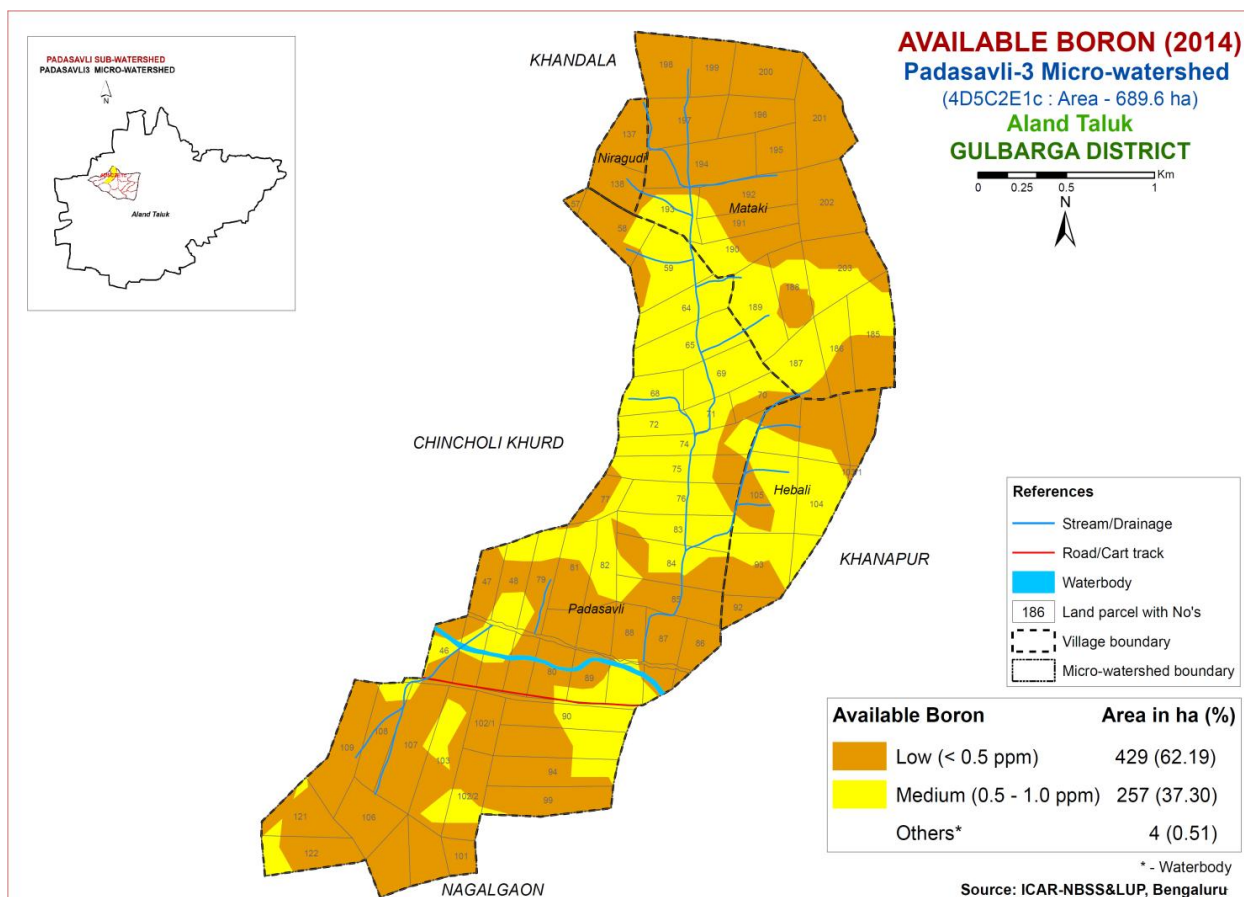 PADASAVLI SUB-WATERSHED
PADASAVLI3 MICRO-WATERSHED
N
Aland Taluk
AVAILABLE BORON (2014)
Padasavli-3 Micro-watershed
(4D5C2E1c : Area - 689.6 ha)
Aland Taluk
GULBARGA DISTRICT
0 0.25 0.5 1 Km
N
KHANDALA
198 199 200
197 196 201
137
195
Niragudi
194
138
192
57
193 Mataki 202
58 191
190
59 203
186
64 189
185
65 186
187
69
68 70
71
72
CHINCHOLI KHURD
74
75
103/1
77 Hebali
76 105 104
83
KHANAPUR
84 93
47 48 79 81 82
85 92
Padasavli
88 87 86
46
80 89
90
102/1
108
109 107
103 94
102/2 99
121 106
122 101
NAGALGAON
References
Stream/Drainage
Road/Cart track
Waterbody
186 Land parcel with No's
Village boundary
Micro-watershed boundary
Available Boron Area in ha (%)
Low (< 0.5 ppm) 429 (62.19)
Medium (0.5 - 1.0 ppm) 257 (37.30)
Others* 4 (0.51)
* - Waterbody
Source: ICAR-NBSS&LUP, Bengaluru